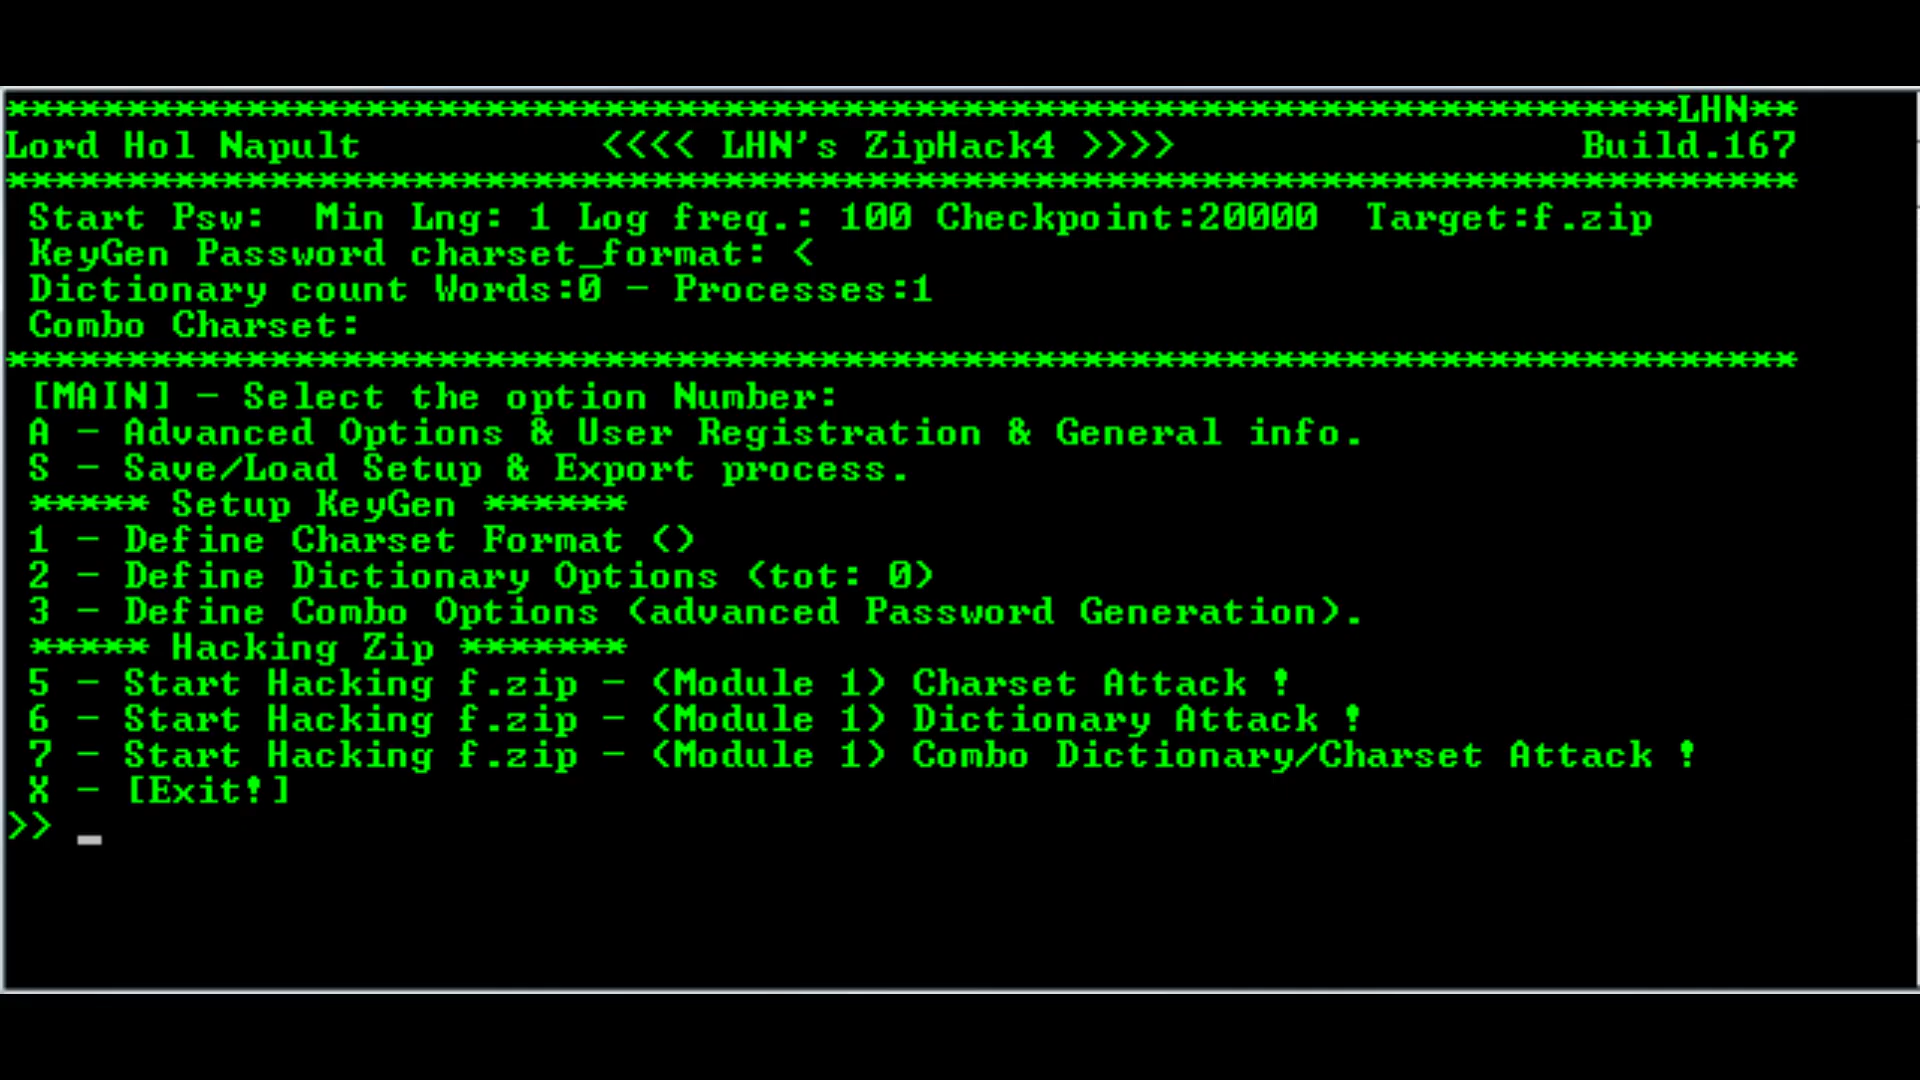 **********************************************************************LHN**
Lord Hol Napult <<<< LHN's ZipHack4 >>>> Build.167
***************************************************************************
Start Psw: Min Lng: 1 Log freq.: 100 Checkpoint:20000 Target:f.zip
KeyGen Password charset_format: <
Dictionary count Words:0 - Processes:1
Combo Charset:
***************************************************************************
[MAIN] - Select the option Number:
A - Advanced Options & User Registration & General info.
S - Save/Load Setup & Export process.
***** Setup KeyGen ******
1 - Define Charset Format ()
2 - Define Dictionary Options (tot: 0)
3 - Define Combo Options (advanced Password Generation).
***** Hacking Zip *******
5 - Start Hacking f.zip - (Module 1) Charset Attack !
6 - Start Hacking f.zip - (Module 1) Dictionary Attack !
7 - Start Hacking f.zip - (Module 1) Combo Dictionary/Charset Attack !
X - [Exit!]
>> _